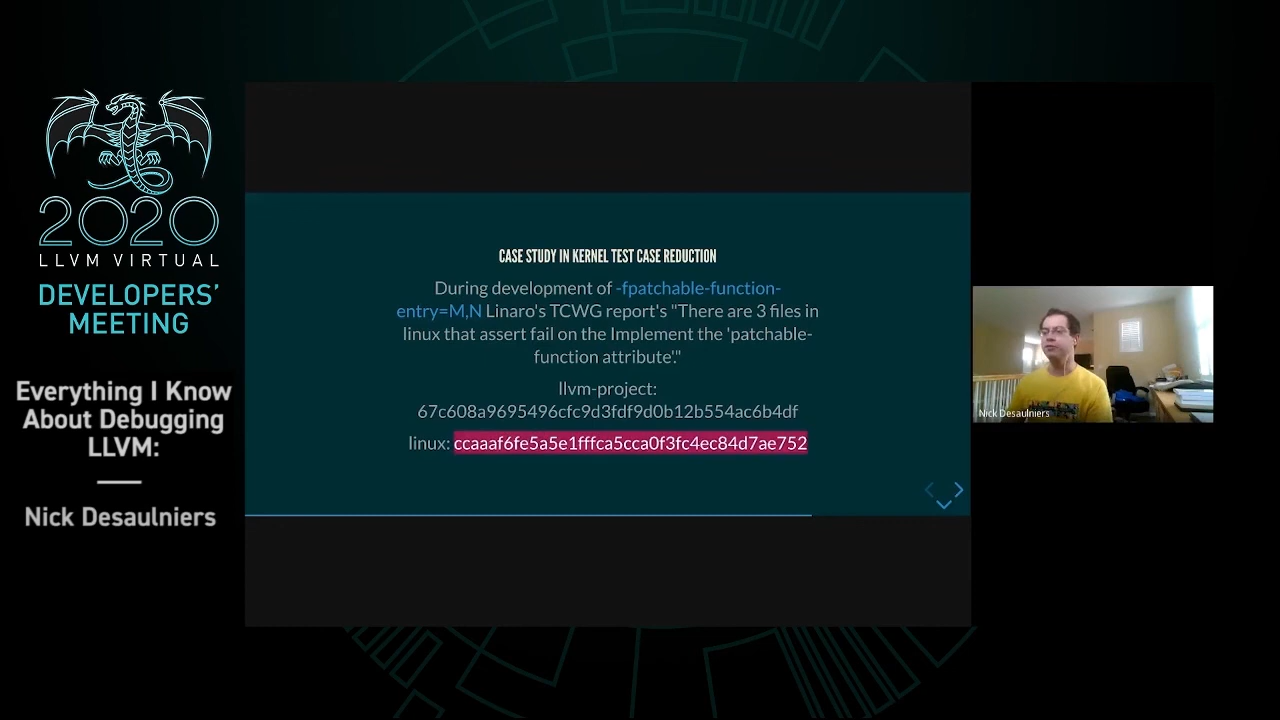 2020
LLVM VIRTUAL
DEVELOPERS'
MEETING
Everything I Know
About Debugging
LLVM:
Nick Desaulniers
CASE STUDY IN KERNEL TEST CASE REDUCTION
During development of -fpatchable-function-
entry=M,N Linaro's TCWG report's "There are 3 files in
linux that assert fail on the Implement the 'patchable-
function attribute'."
llvm-project:
67c608a9695496cfc9d3fdf9d0b12b554ac6b4df
linux: ccaaaf6fe5a5e1fffca5cca0f3fc4ec84d7ae752
Nick Desaulniers